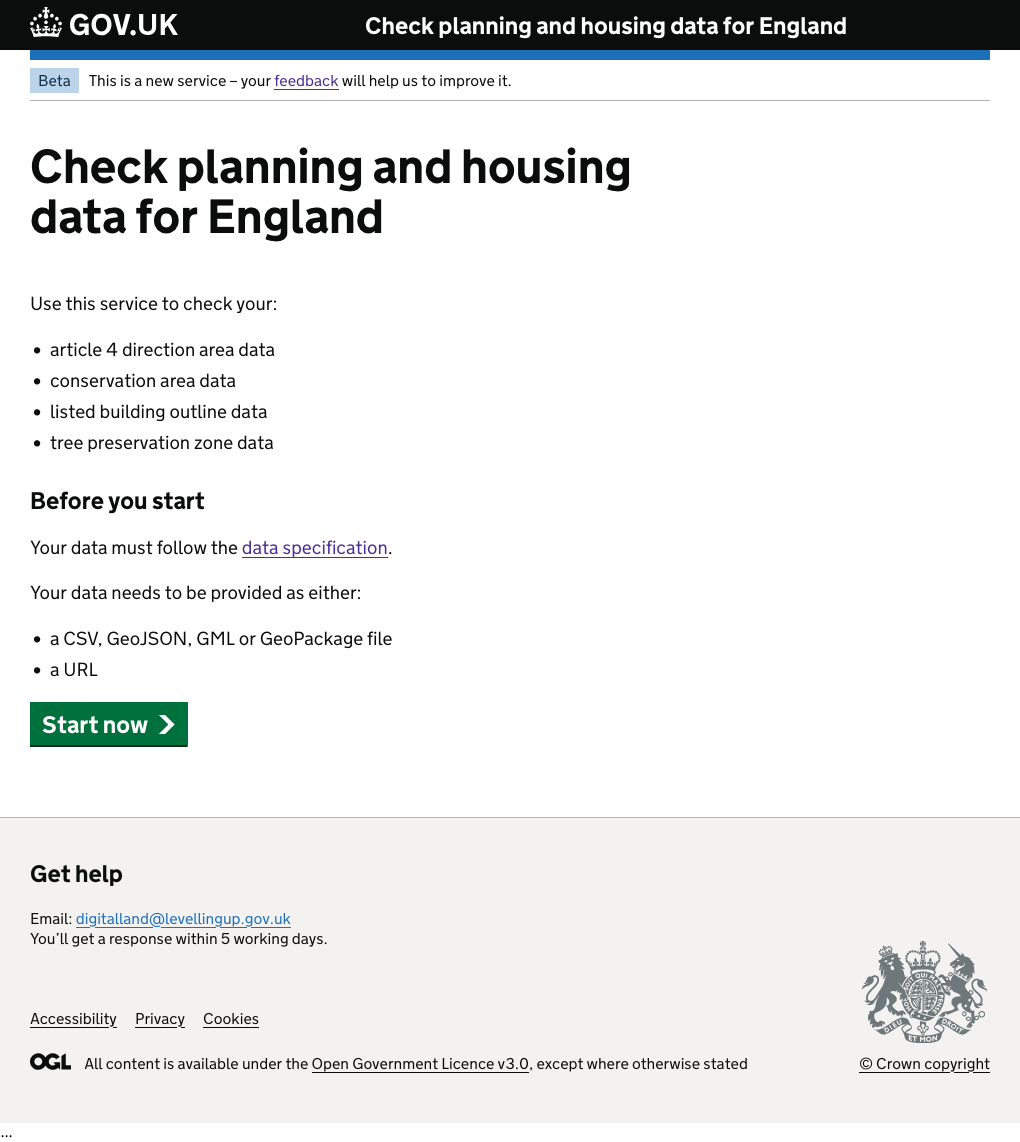 GOV.UK
Check planning and housing data for England
Beta This is a new service – your feedback will help us to improve it.
Check planning and housing
data for England
Use this service to check your:
• article 4 direction area data
• conservation area data
• listed building outline data
• tree preservation zone data
Before you start
Your data must follow the data specification.
Your data needs to be provided as either:
• a CSV, GeoJSON, GML or GeoPackage file
• a URL
Start now
Get help
Email: digitalland@levellingup.gov.uk
You’ll get a response within 5 working days.
Accessibility Privacy Cookies
DIEU ET MON DROIT
OGL All content is available under the Open Government Licence v3.0, except where otherwise stated
© Crown copyright
...